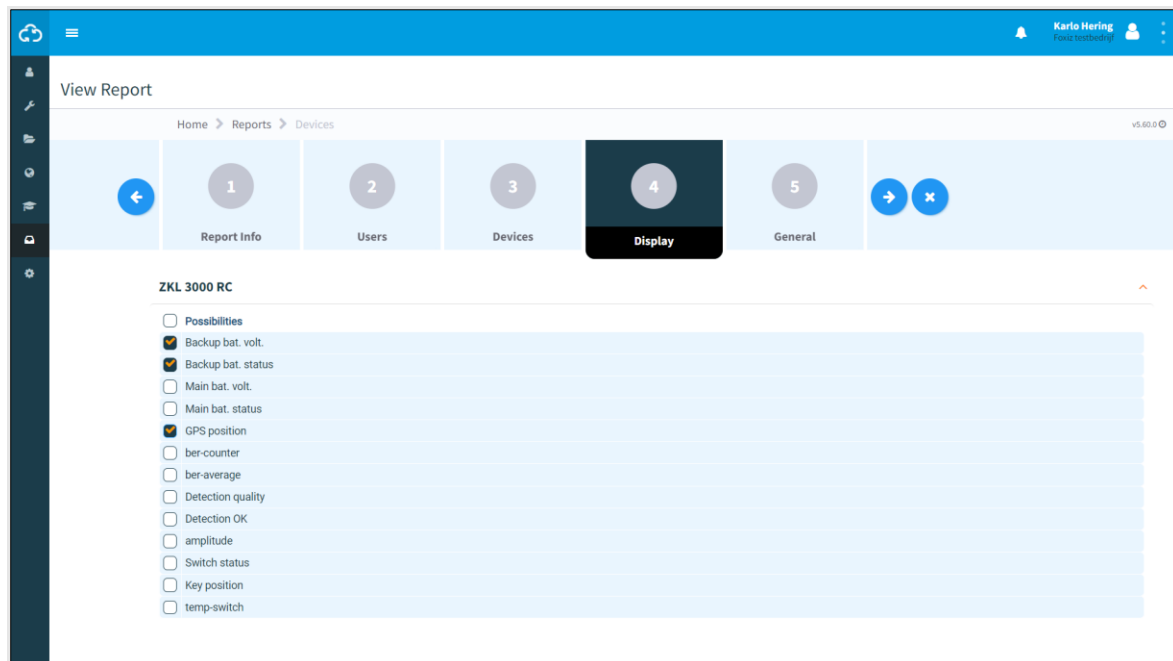 Karlo Hering
Foxiz testbedrijf
View Report
Home > Reports > Devices
v5.60.0
1
2
3
4
5
Report Info
Users
Devices
Display
General
ZKL 3000 RC
Possibilities
Backup bat. volt.
Backup bat. status
Main bat. volt.
Main bat. status
GPS position
ber-counter
ber-average
Detection quality
Detection OK
amplitude
Switch status
Key position
temp-switch